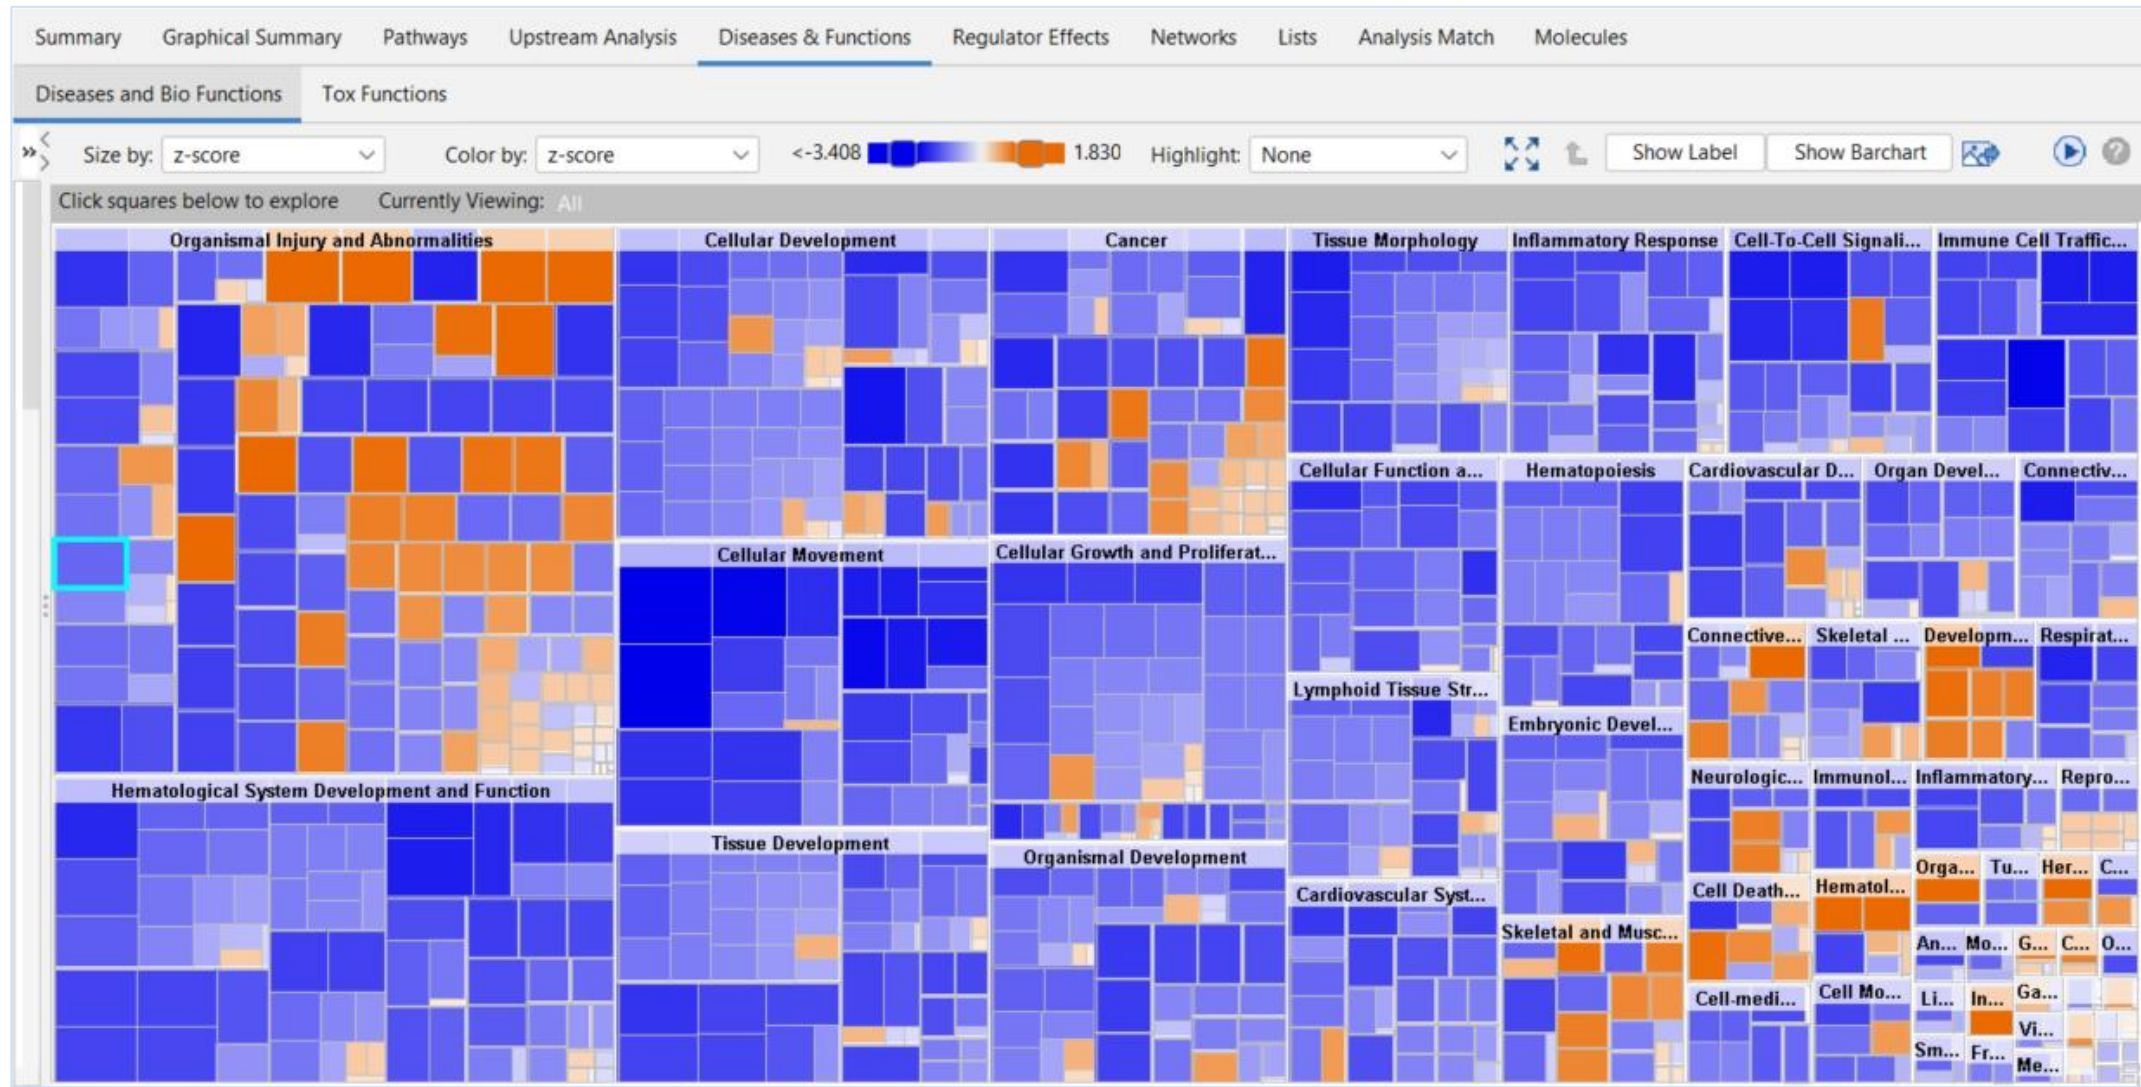 Summary Graphical Summary Pathways Upstream Analysis Diseases & Functions Regulator Effects Networks Lists Analysis Match Molecules
Diseases and Bio Functions Tox Functions
» Size by: z-score Color by: z-score <-3.408 1.830 Highlight: None Show Label Show Barchart ?
Click squares below to explore Currently Viewing: All
Organismal Injury and Abnormalities Cellular Development Cancer Tissue Morphology Inflammatory Response Cell-To-Cell Signali... Immune Cell Traffic...
Cellular Function a... Hematopoiesis Cardiovascular D... Organ Devel... Connectiv...
Cellular Movement Cellular Growth and Proliferat...
Connective... Skeletal ... Developm... Respirat...
Lymphoid Tissue Str...
Embryonic Devel...
Neurologic... Immunol... Inflammatory... Repro...
Hematological System Development and Function
Tissue Development Organismal Development
Orga... Tu... Her... C...
Cardiovascular Syst... Cell Death... Hematol...
Skeletal and Musc...
An... Mo... G... C... O...
Cell-medi... Cell Mo... Li... In... Ga...
Vi...
Sm... Fr... Me...